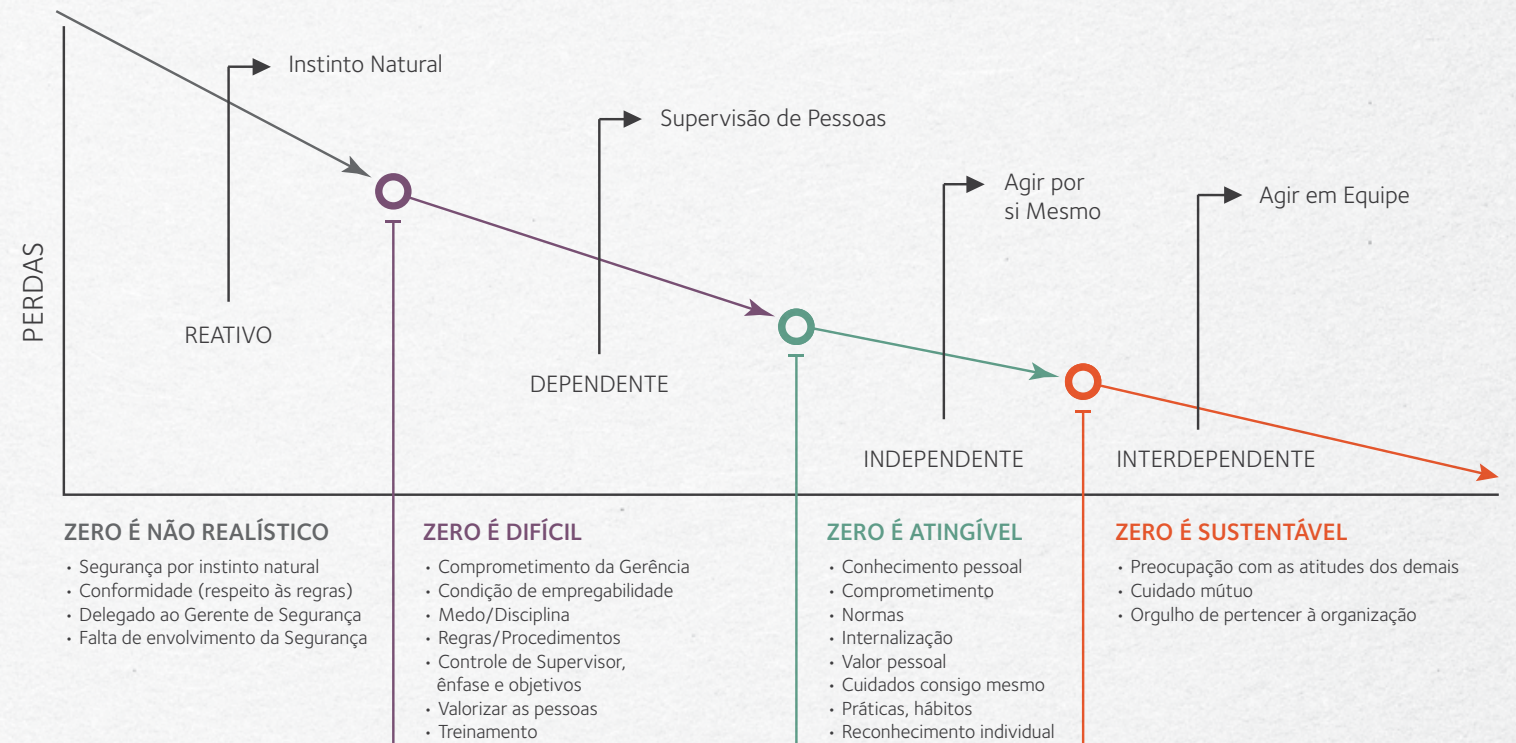 Instinto Natural
Supervisão de Pessoas
Agir por
si Mesmo
Agir em Equipe
PERDAS
REATIVO
DEPENDENTE
INDEPENDENTE
INTERDEPENDENTE
ZERO É NÃO REALÍSTICO
• Segurança por instinto natural
• Conformidade (respeito às regras)
• Delegado ao Gerente de Segurança
• Falta de envolvimento da Segurança
ZERO É DIFÍCIL
• Comprometimento da Gerência
• Condição de empregabilidade
• Medo/Disciplina
• Regras/Procedimentos
• Controle de Supervisor,
ênfase e objetivos
• Valorizar as pessoas
• Treinamento
ZERO É ATINGÍVEL
• Conhecimento pessoal
• Comprometimento
• Normas
• Internalização
• Valor pessoal
• Cuidados consigo mesmo
• Práticas, hábitos
• Reconhecimento individual
ZERO É SUSTENTÁVEL
• Preocupação com as atitudes dos demais
• Cuidado mútuo
• Orgulho de pertencer à organização